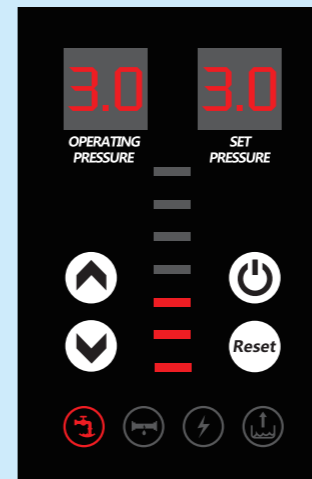 3.0
3.0
OPERATING
PRESSURE
SET
PRESSURE
Reset